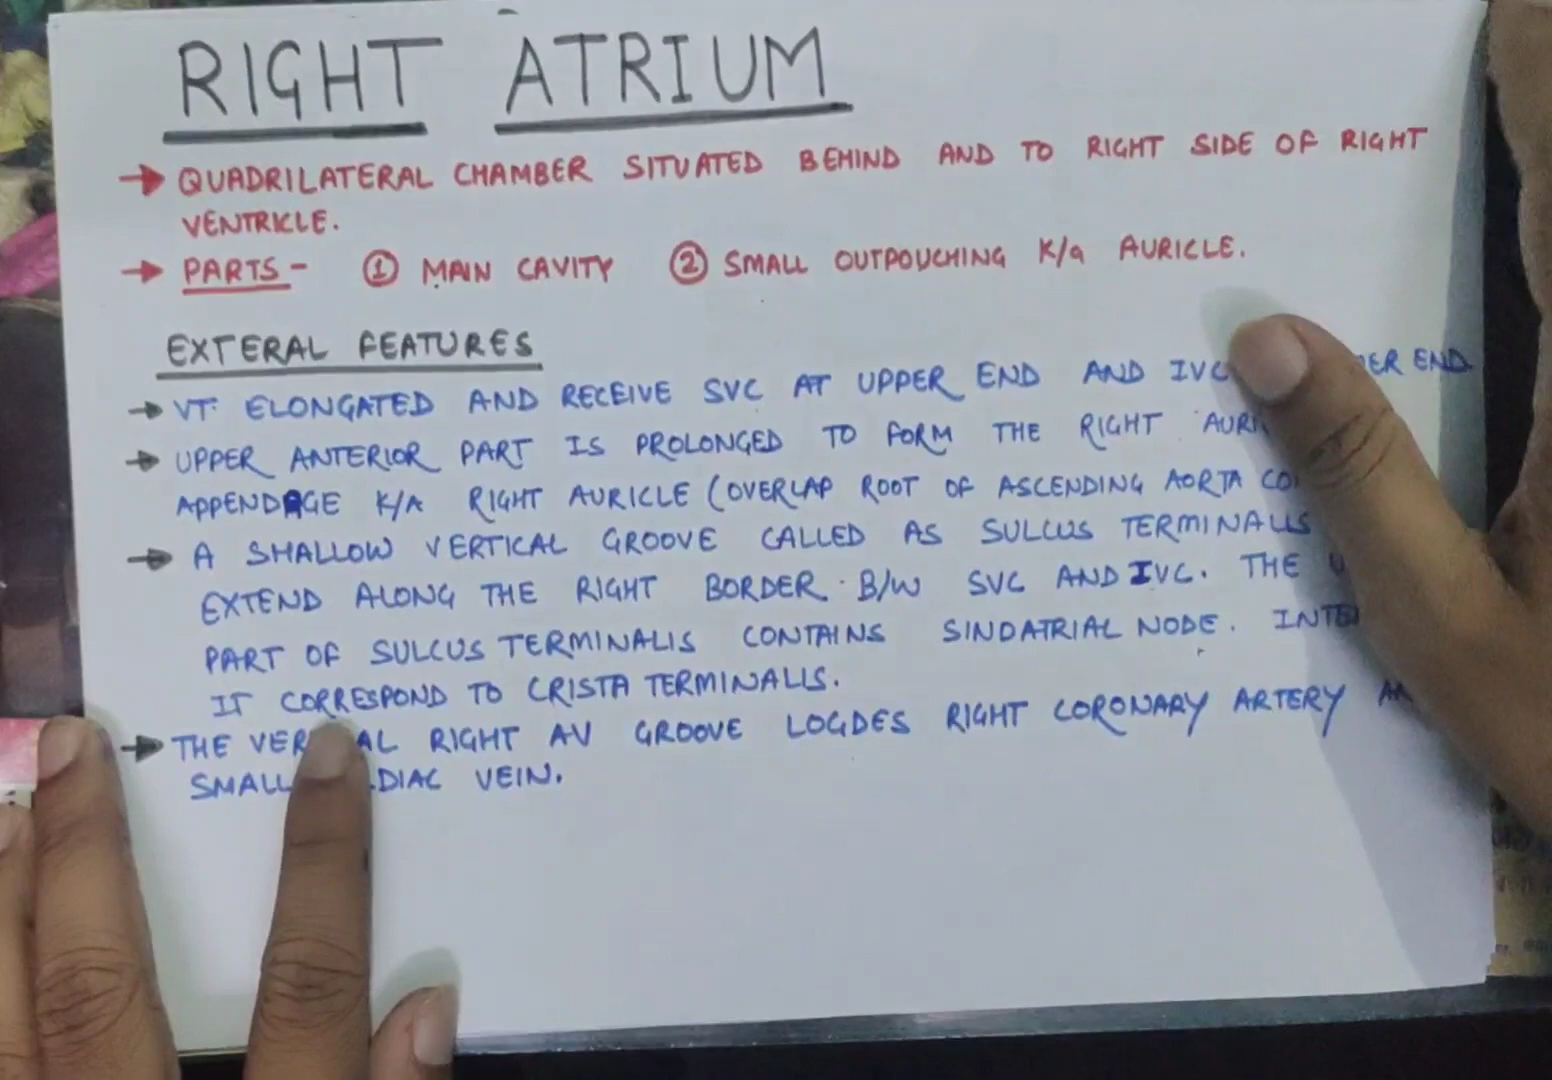 RIGHT ATRIUM
→ QUADRILATERAL CHAMBER SITUATED BEHIND AND TO RIGHT SIDE OF RIGHT
VENTRICLE.
→ PARTS - ① MAIN CAVITY ② SMALL OUTPOUCHING K/a AURICLE.
EXTERAL FEATURES
→ VT. ELONGATED AND RECEIVE SVC AT UPPER END AND IVC END
→ UPPER ANTERIOR PART IS PROLONGED TO FORM THE RIGHT
APPENDAGE K/A RIGHT AURICLE (OVERLAP ROOT OF ASCENDING AORTA
→ A SHALLOW VERTICAL GROOVE CALLED AS SULCUS TERMINALIS
EXTEND ALONG THE RIGHT BORDER B/W SVC AND IVC. THE
PART OF SULCUS TERMINALIS CONTAINS SINOATRIAL NODE.
IT CORRESPOND TO CRISTA TERMINALIS.
→ THE RIGHT AV GROOVE LOGDES RIGHT CORONARY ARTERY
SMALL VEIN.